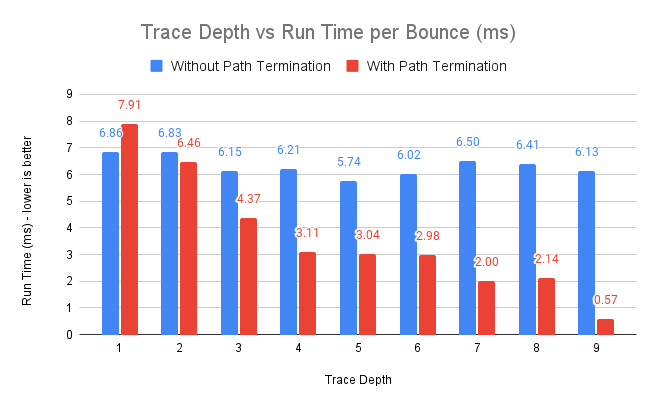 Trace Depth vs Run Time per Bounce (ms)
Without Path Termination With Path Termination
Run Time (ms) - lower is better
9
8
7
6
5
4
3
2
1
0
6.86 7.91 6.83 6.46 6.15 4.37 6.21 3.11 5.74 3.04 6.02 2.98 6.50 2.00 6.41 2.14 6.13 0.57
1 2 3 4 5 6 7 8 9
Trace Depth